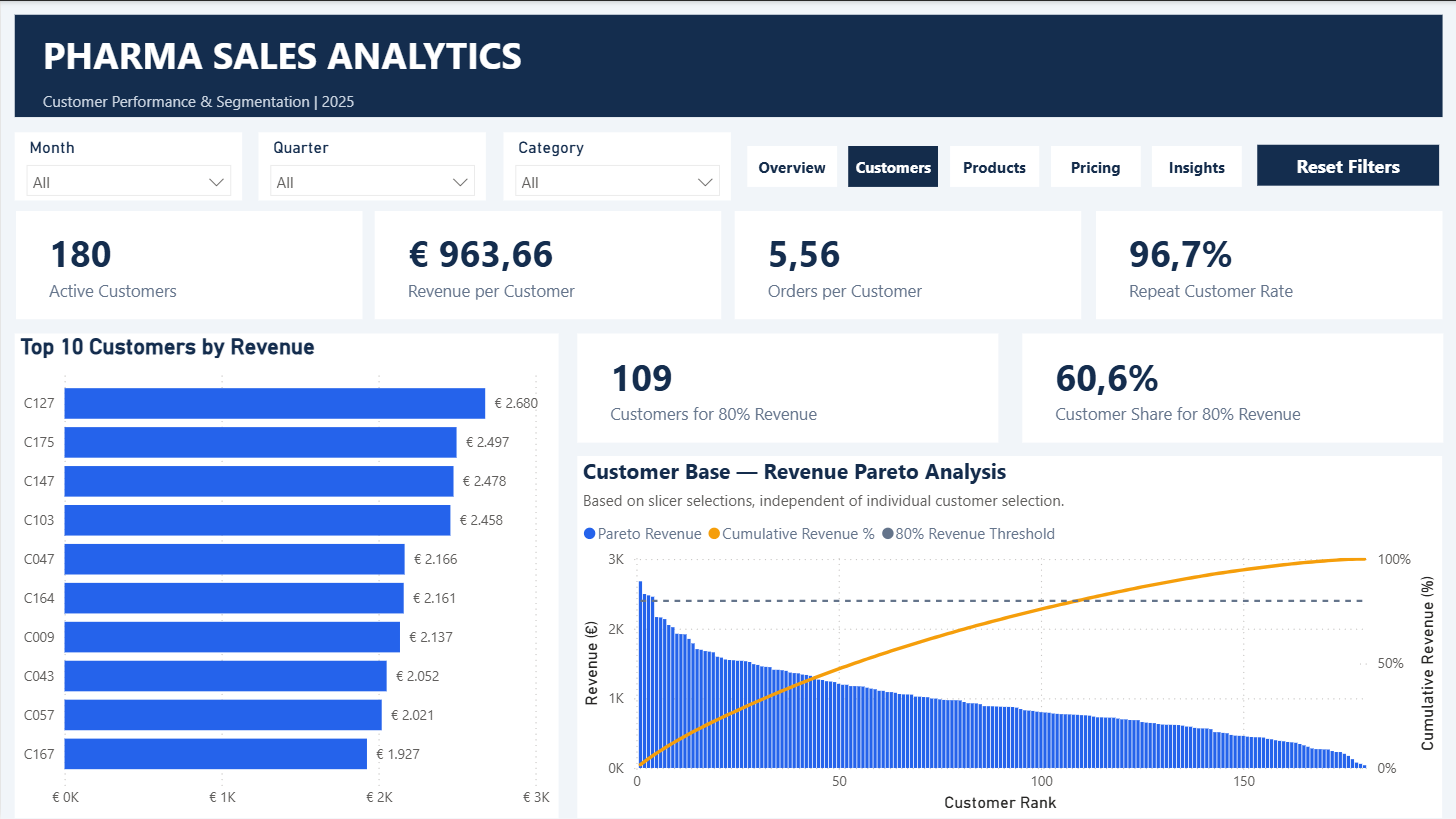 PHARMA SALES ANALYTICS
Customer Performance & Segmentation | 2025
Month
All
Quarter
All
Category
All
Overview
Customers
Products
Pricing
Insights
Reset Filters
180
Active Customers
€ 963,66
Revenue per Customer
5,56
Orders per Customer
96,7%
Repeat Customer Rate
Top 10 Customers by Revenue
C127 € 2.680
C175 € 2.497
C147 € 2.478
C103 € 2.458
C047 € 2.166
C164 € 2.161
C009 € 2.137
C043 € 2.052
C057 € 2.021
C167 € 1.927
€ 0K € 1K € 2K € 3K
109
Customers for 80% Revenue
60,6%
Customer Share for 80% Revenue
Customer Base — Revenue Pareto Analysis
Based on slicer selections, independent of individual customer selection.
Pareto Revenue Cumulative Revenue % 80% Revenue Threshold
Revenue (€)
3K
2K
1K
0K
100%
50%
0%
Cumulative Revenue (%)
0 50 100 150
Customer Rank